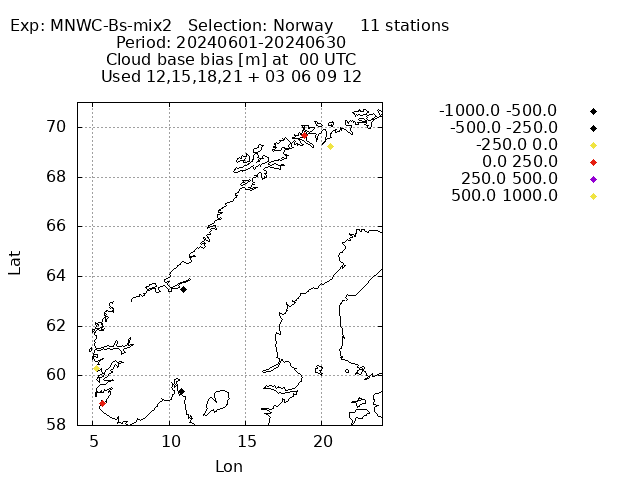 Exp: MNWC-Bs-mix2   Selection: Norway     11 stations
Period: 20240601-20240630
Cloud base bias [m] at  00 UTC
Used 12,15,18,21 + 03 06 09 12
-1000.0 -500.0
-500.0 -250.0
-250.0 0.0
0.0 250.0
250.0 500.0
500.0 1000.0
Lat
70
68
66
64
62
60
58
5 10 15 20
Lon